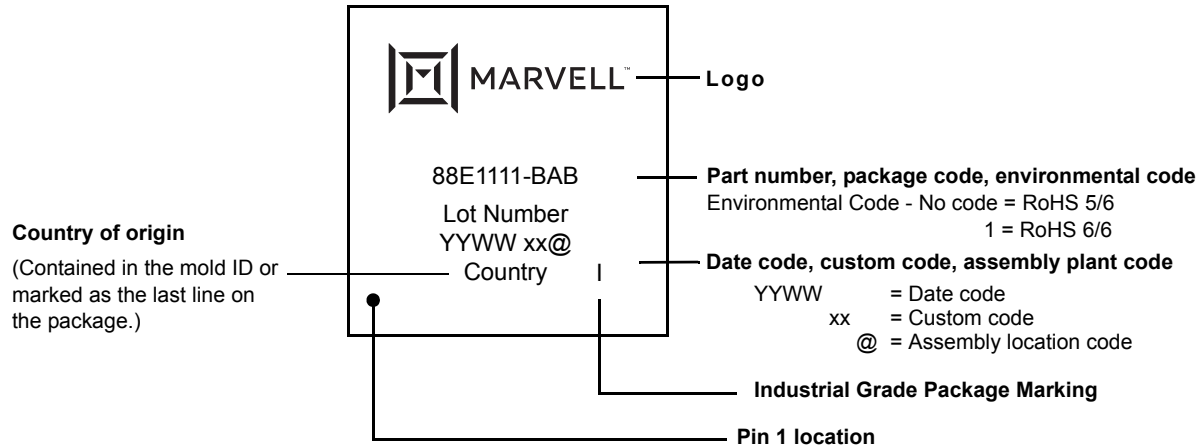 MARVELL™
Logo
88E1111-BAB
Part number, package code, environmental code
Environmental Code - No code = RoHS 5/6
1 = RoHS 6/6
Lot Number
YYWW xx@
Country I
Country of origin
(Contained in the mold ID or
marked as the last line on
the package.)
Date code, custom code, assembly plant code
YYWW = Date code
xx = Custom code
@ = Assembly location code
Industrial Grade Package Marking
Pin 1 location